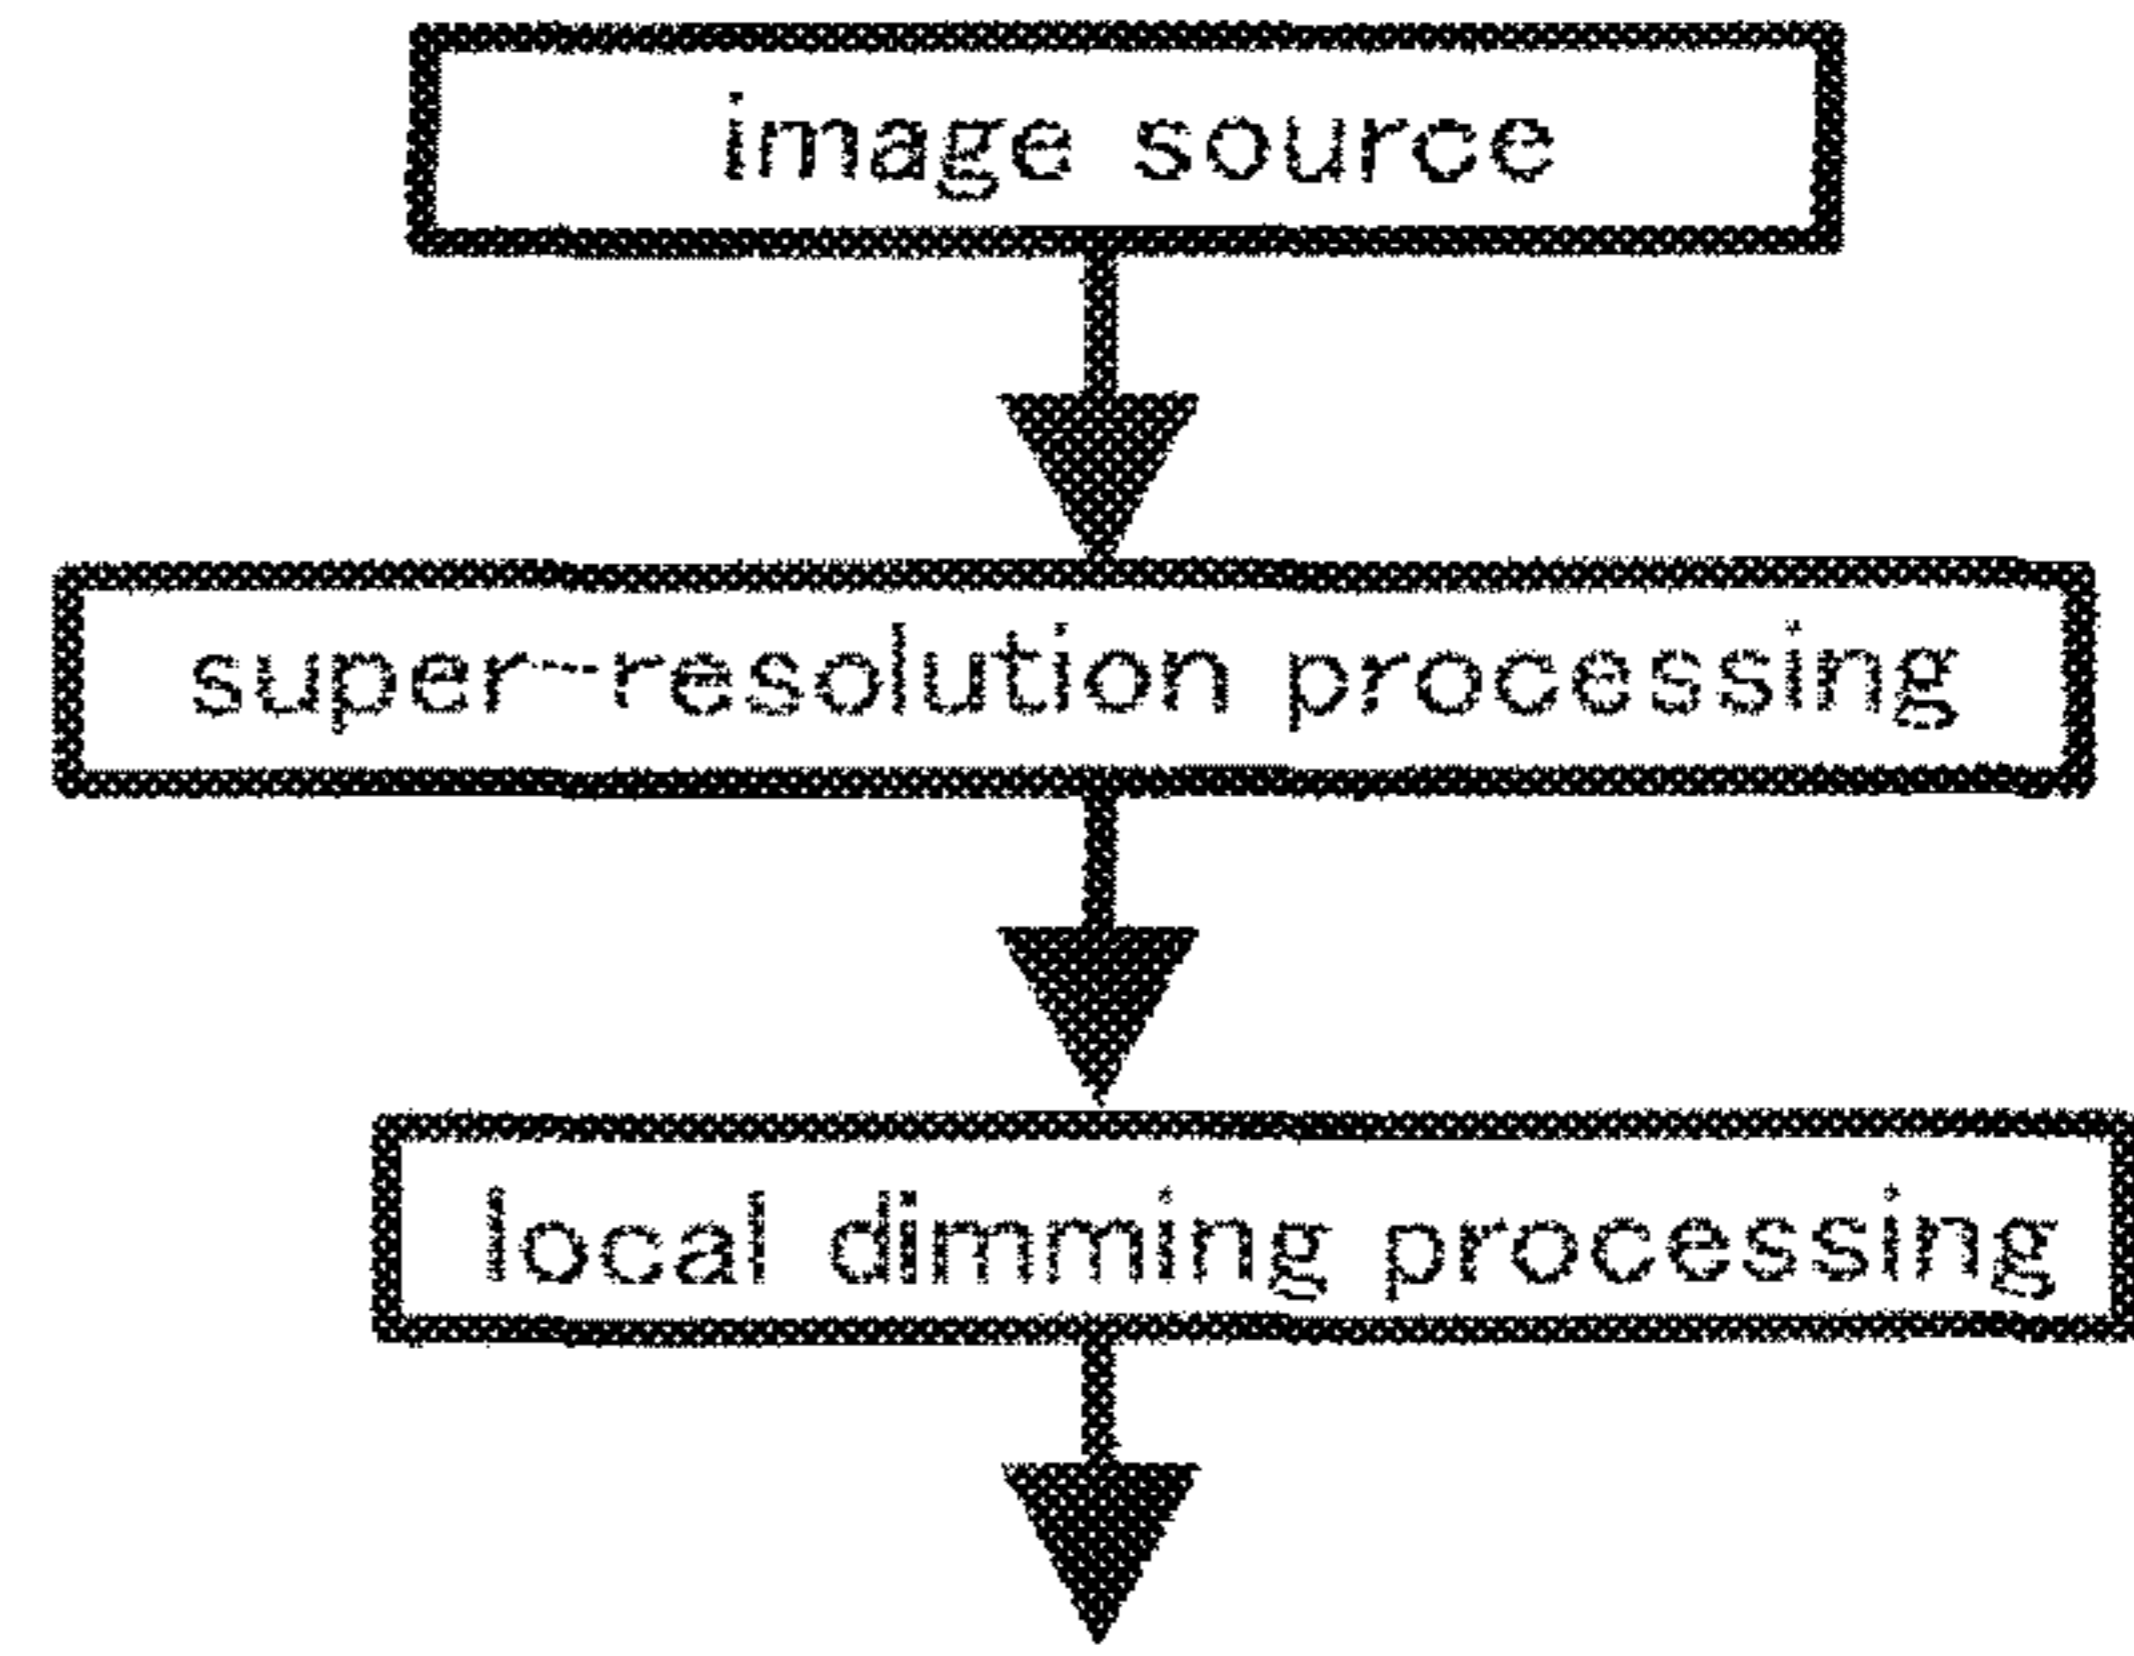 image source
super-resolution processing
local dimming processing